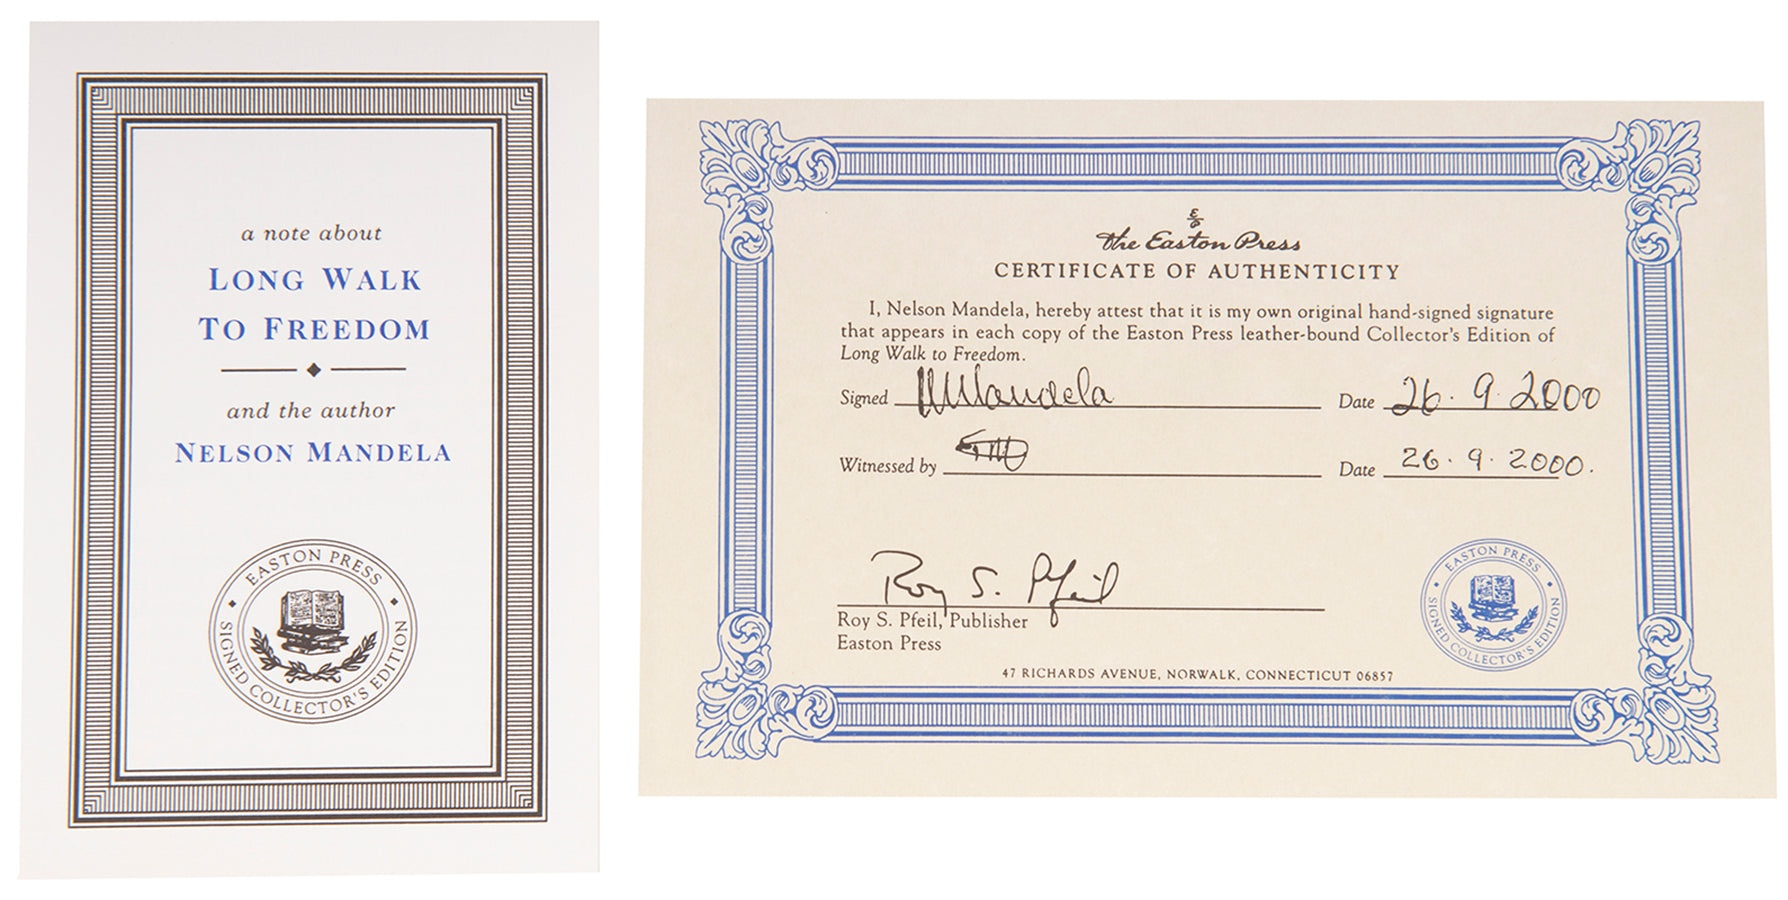 a note about
LONG WALK
TO FREEDOM
and the author
NELSON MANDELA
EASTON PRESS
SIGNED COLLECTOR'S EDITION
E/P
the Easton Press
CERTIFICATE OF AUTHENTICITY
I, Nelson Mandela, hereby attest that it is my own original hand-signed signature
that appears in each copy of the Easton Press leather-bound Collector's Edition of
Long Walk to Freedom.
Signed NMandela Date 26.9.2000
Witnessed by Date 26.9.2000.
Roy S. Pfeil
Roy S. Pfeil, Publisher
Easton Press
EASTON PRESS
SIGNED COLLECTOR'S EDITION
47 RICHARDS AVENUE, NORWALK, CONNECTICUT 06857